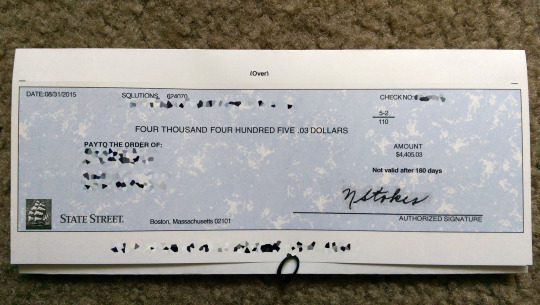 (Over)
DATE:08/31/2015
SOLUTIONS 624070
CHECK NO:
5-2
110
FOUR THOUSAND FOUR HUNDRED FIVE .03 DOLLARS
PAY TO THE ORDER OF:
AMOUNT
$4,405.03
Not valid after 180 days
NStokes
STATE STREET.
Boston, Massachusetts 02101
AUTHORIZED SIGNATURE